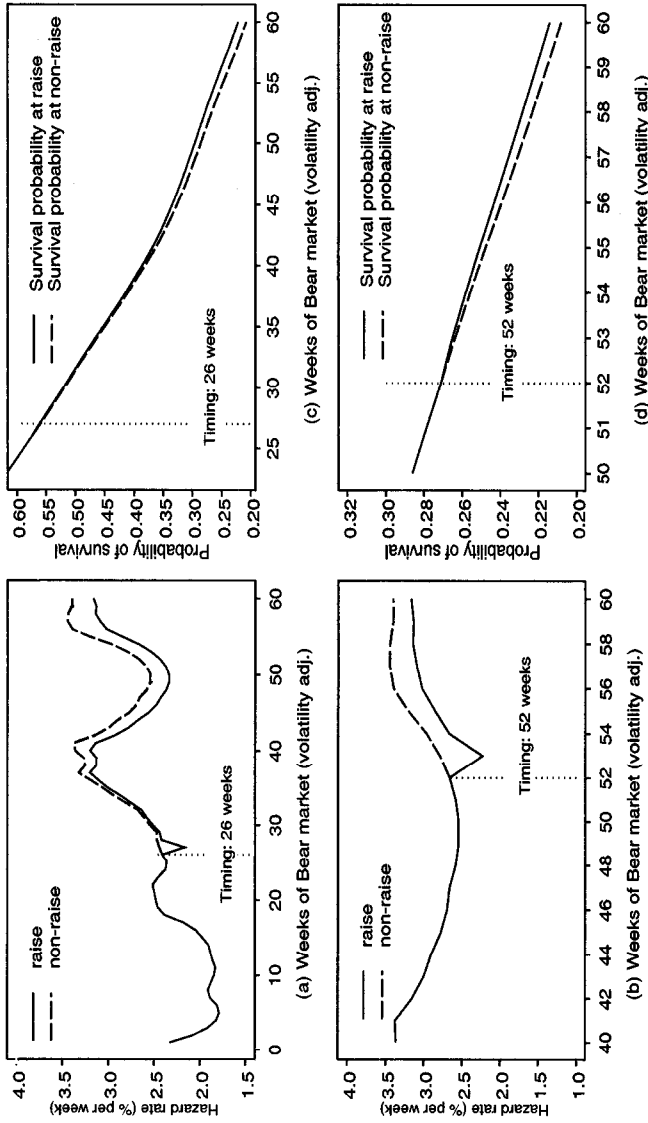 4.0
3.5
3.0
2.5
2.0
1.5
Hazard rate (% per week)
raise
non-raise
Timing: 26 weeks
0 10 20 30 40 50 60
(a) Weeks of Bear market (volatility adj.)
4.0
3.5
3.0
2.5
2.0
1.5
1.0
Hazard rate (% per week)
raise
non-raise
Timing: 52 weeks
40 42 44 46 48 50 52 54 56 58 60
(b) Weeks of Bear market (volatility adj.)
0.60
0.55
0.50
0.45
0.40
0.35
0.30
0.25
0.20
Probability of survival
Survival probability at raise
Survival probability at non-raise
Timing: 26 weeks
25 30 35 40 45 50 55 60
(c) Weeks of Bear market (volatility adj.)
0.32
0.30
0.28
0.26
0.24
0.22
0.20
Probability of survival
Survival probability at raise
Survival probability at non-raise
Timing: 52 weeks
50 51 52 53 54 55 56 57 58 59 60
(d) Weeks of Bear market (volatility adj.)